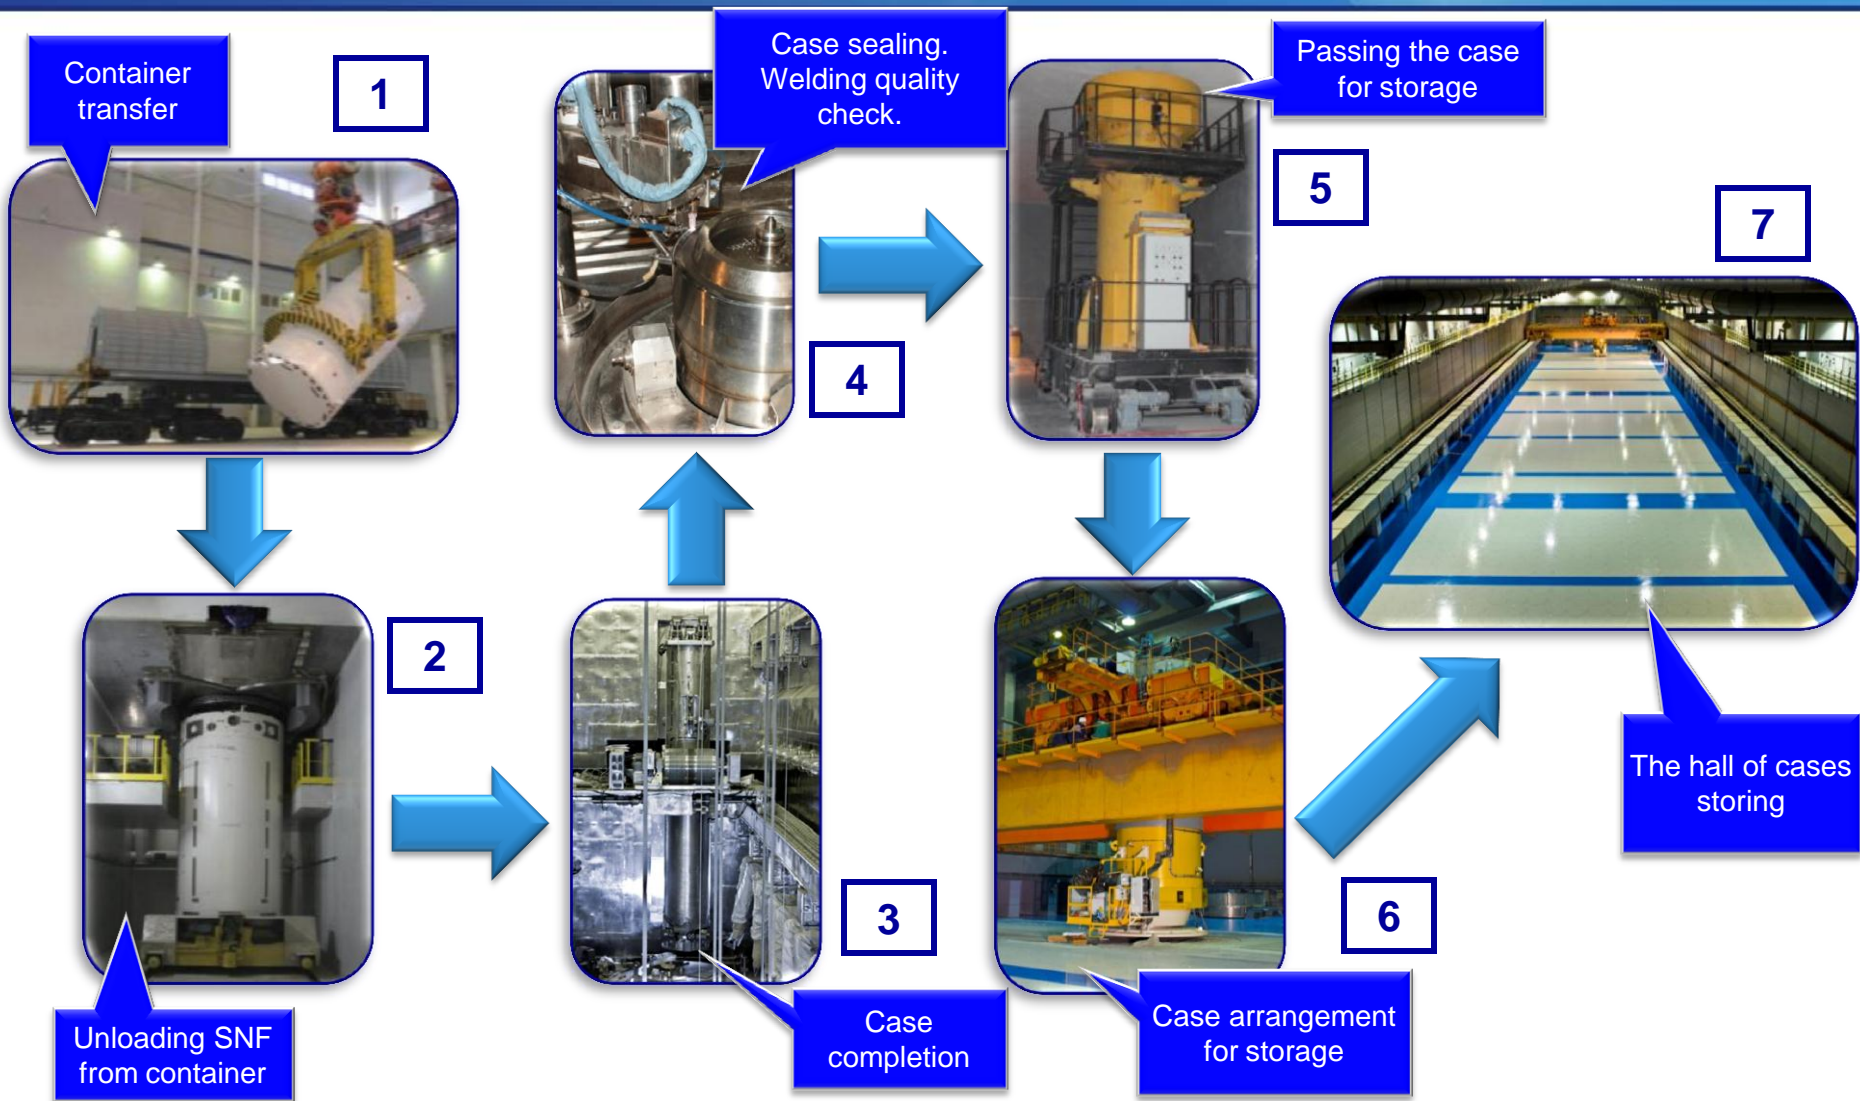 Container
transfer
1
Unloading SNF
from container
2
Case
completion
3
Case sealing.
Welding quality
check.
4
Passing the case
for storage
5
Case arrangement
for storage
6
The hall of cases
storing
7